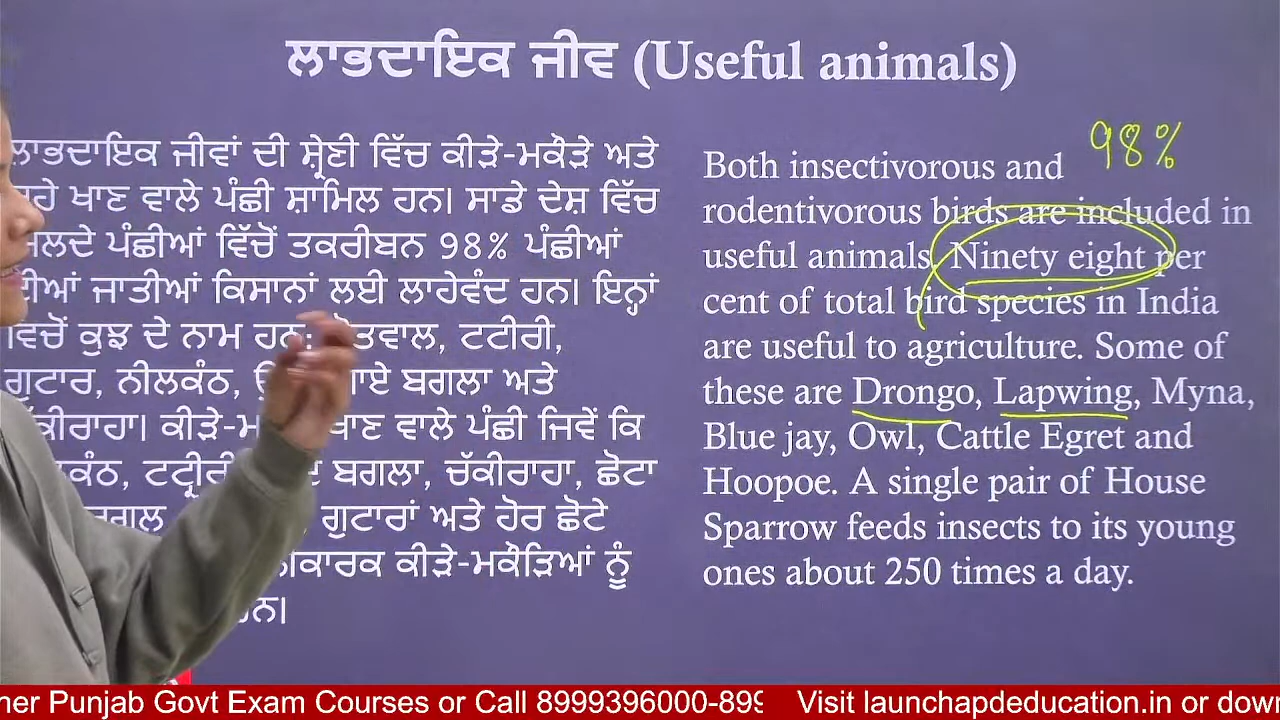 ਲਾਭਦਾਇਕ ਜੀਵ (Useful animals)
ਲਾਭਦਾਇਕ ਜੀਵਾਂ ਦੀ ਸ਼੍ਰੇਣੀ ਵਿੱਚ ਕੀੜੇ-ਮਕੌੜੇ ਅਤੇ
ਖਾਣ ਵਾਲੇ ਪੰਛੀ ਸ਼ਾਮਿਲ ਹਨ। ਸਾਡੇ ਦੇਸ਼ ਵਿੱਚ
ਪੰਛੀਆਂ ਵਿੱਚੋਂ ਤਕਰੀਬਨ 98% ਪੰਛੀਆਂ
ਜਾਤੀਆਂ ਕਿਸਾਨਾਂ ਲਈ ਲਾਹੇਵੰਦ ਹਨ। ਇਨ੍ਹਾਂ
ਵਿਚੋਂ ਕੁਝ ਦੇ ਨਾਮ ਹਨ: ਟਟੀਰੀ,
ਗੁਟਾਰ, ਨੀਲਕੰਠ, ਬਗਲਾ ਅਤੇ
ਖਾਣ ਵਾਲੇ ਪੰਛੀ ਜਿਵੇਂ ਕਿ
ਬਗਲਾ, ਚੱਕੀਰਾਹਾ, ਛੋਟਾ
ਗੁਟਾਰਾਂ ਅਤੇ ਹੋਰ ਛੋਟੇ
ਕੀੜੇ-ਮਕੌੜਿਆਂ ਨੂੰ
98%
Both insectivorous and
rodentivorous birds are included in
useful animals. Ninety eight per
cent of total bird species in India
are useful to agriculture. Some of
these are Drongo, Lapwing, Myna,
Blue jay, Owl, Cattle Egret and
Hoopoe. A single pair of House
Sparrow feeds insects to its young
ones about 250 times a day.
Punjab Govt Exam Courses or Call 8999396000-899 Visit launchapdeducation.in or